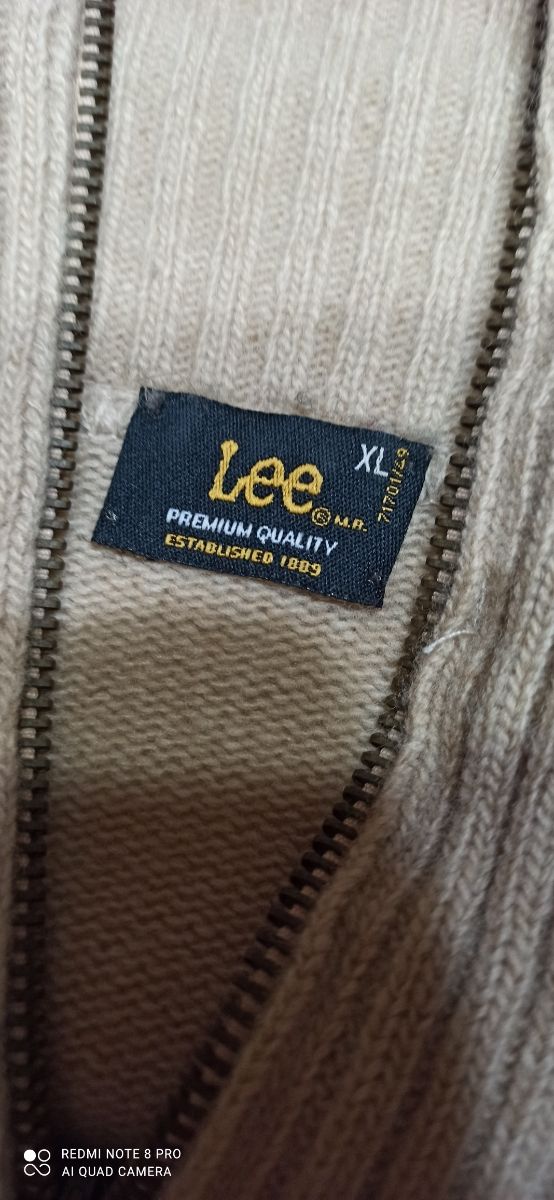 XL
Lee
© M.R.
71701/49
PREMIUM QUALITY
ESTABLISHED 1889
REDMI NOTE 8 PRO
AI QUAD CAMERA